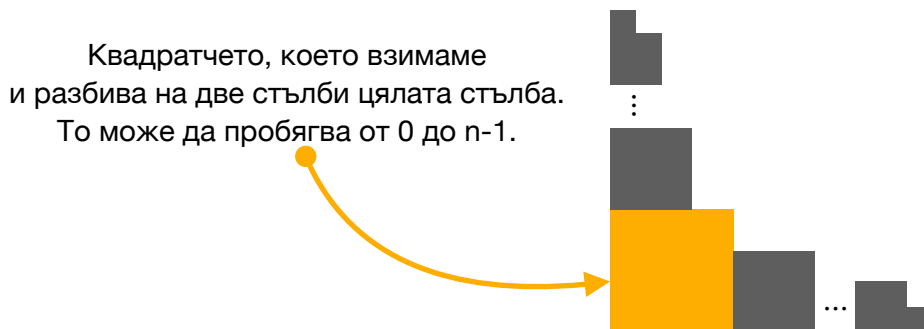 Квадратчето, което взимаме
и разбива на две стълби цялата стълба.
То може да пробягва от 0 до n-1.
...
...